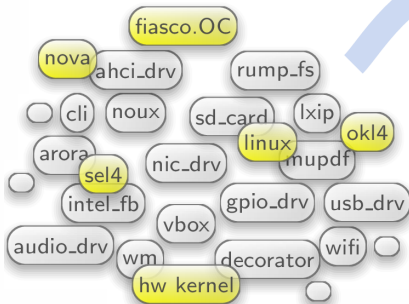 fiasco.OC
nova
ahci_drv
rump_fs
cli
noux
sd_card
lxip
linux
okl4
arora
nic_drv
mupdf
sel4
intel_fb
gpio_drv
usb_drv
vbox
audio_drv
wm
decorator
wifi
hw kernel